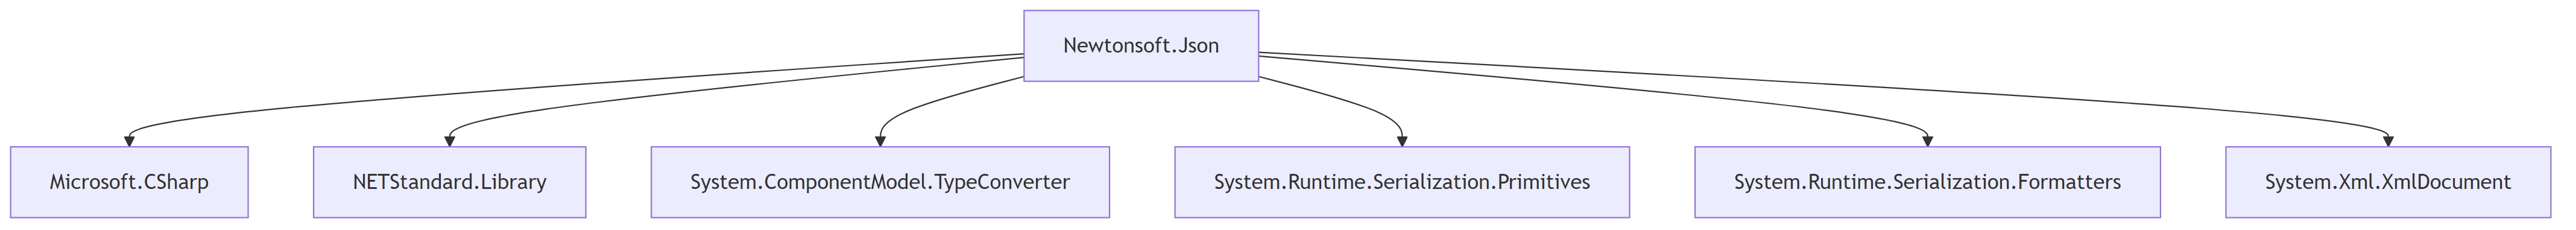 Newtonsoft.Json
Microsoft.CSharp
NETStandard.Library
System.ComponentModel.TypeConverter
System.Runtime.Serialization.Primitives
System.Runtime.Serialization.Formatters
System.Xml.XmlDocument